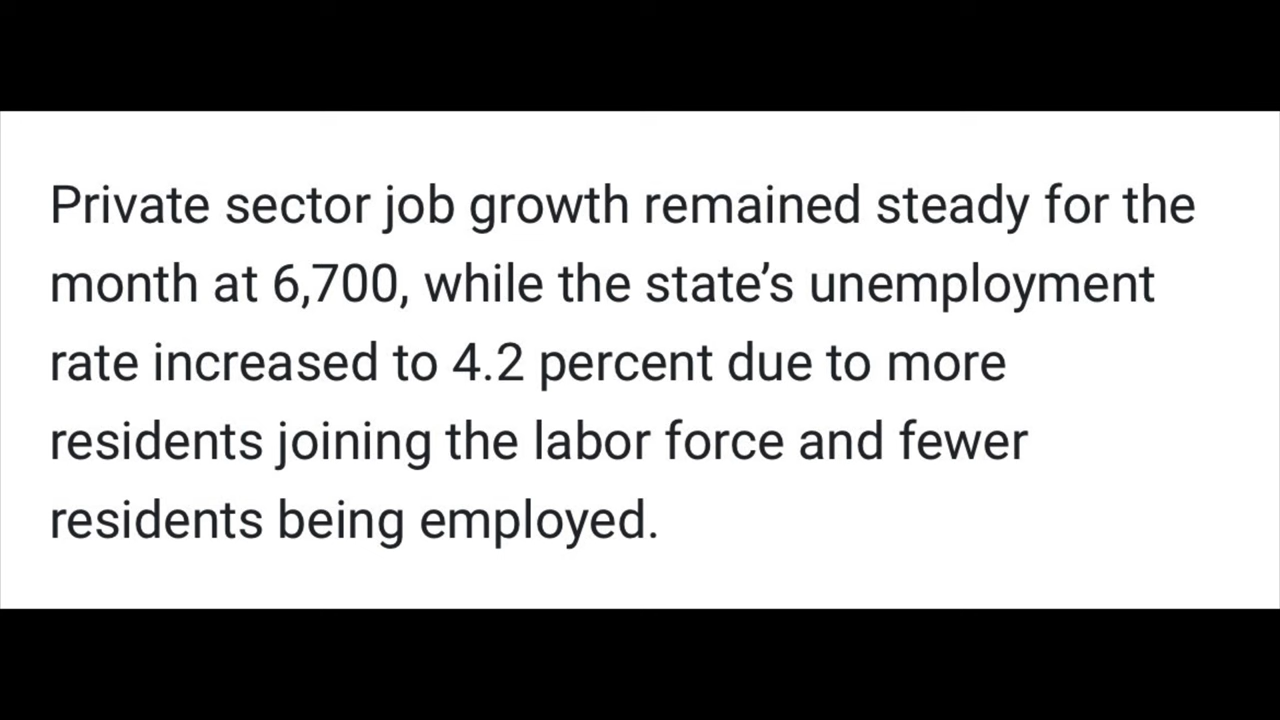 Private sector job growth remained steady for the
month at 6,700, while the state’s unemployment
rate increased to 4.2 percent due to more
residents joining the labor force and fewer
residents being employed.